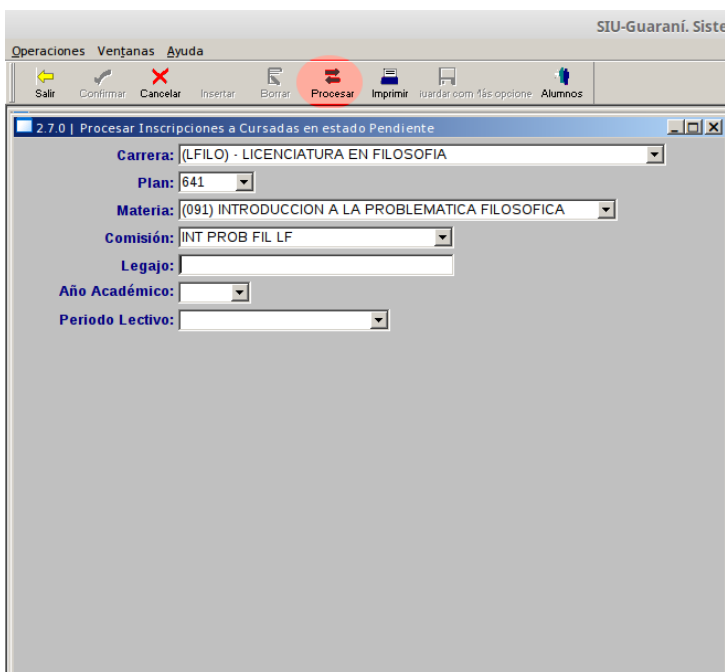 SIU-Guaraní. Siste
Operaciones Ventanas Ayuda
Salir Confirmar Cancelar Insertar Borrar Procesar Imprimir Alumnos
2.7.0 | Procesar Inscripciones a Cursadas en estado Pendiente
Carrera: (LFILO) - LICENCIATURA EN FILOSOFIA
Plan: 641
Materia: (091) INTRODUCCION A LA PROBLEMATICA FILOSOFICA
Comisión: INT PROB FIL LF
Legajo:
Año Académico:
Periodo Lectivo: